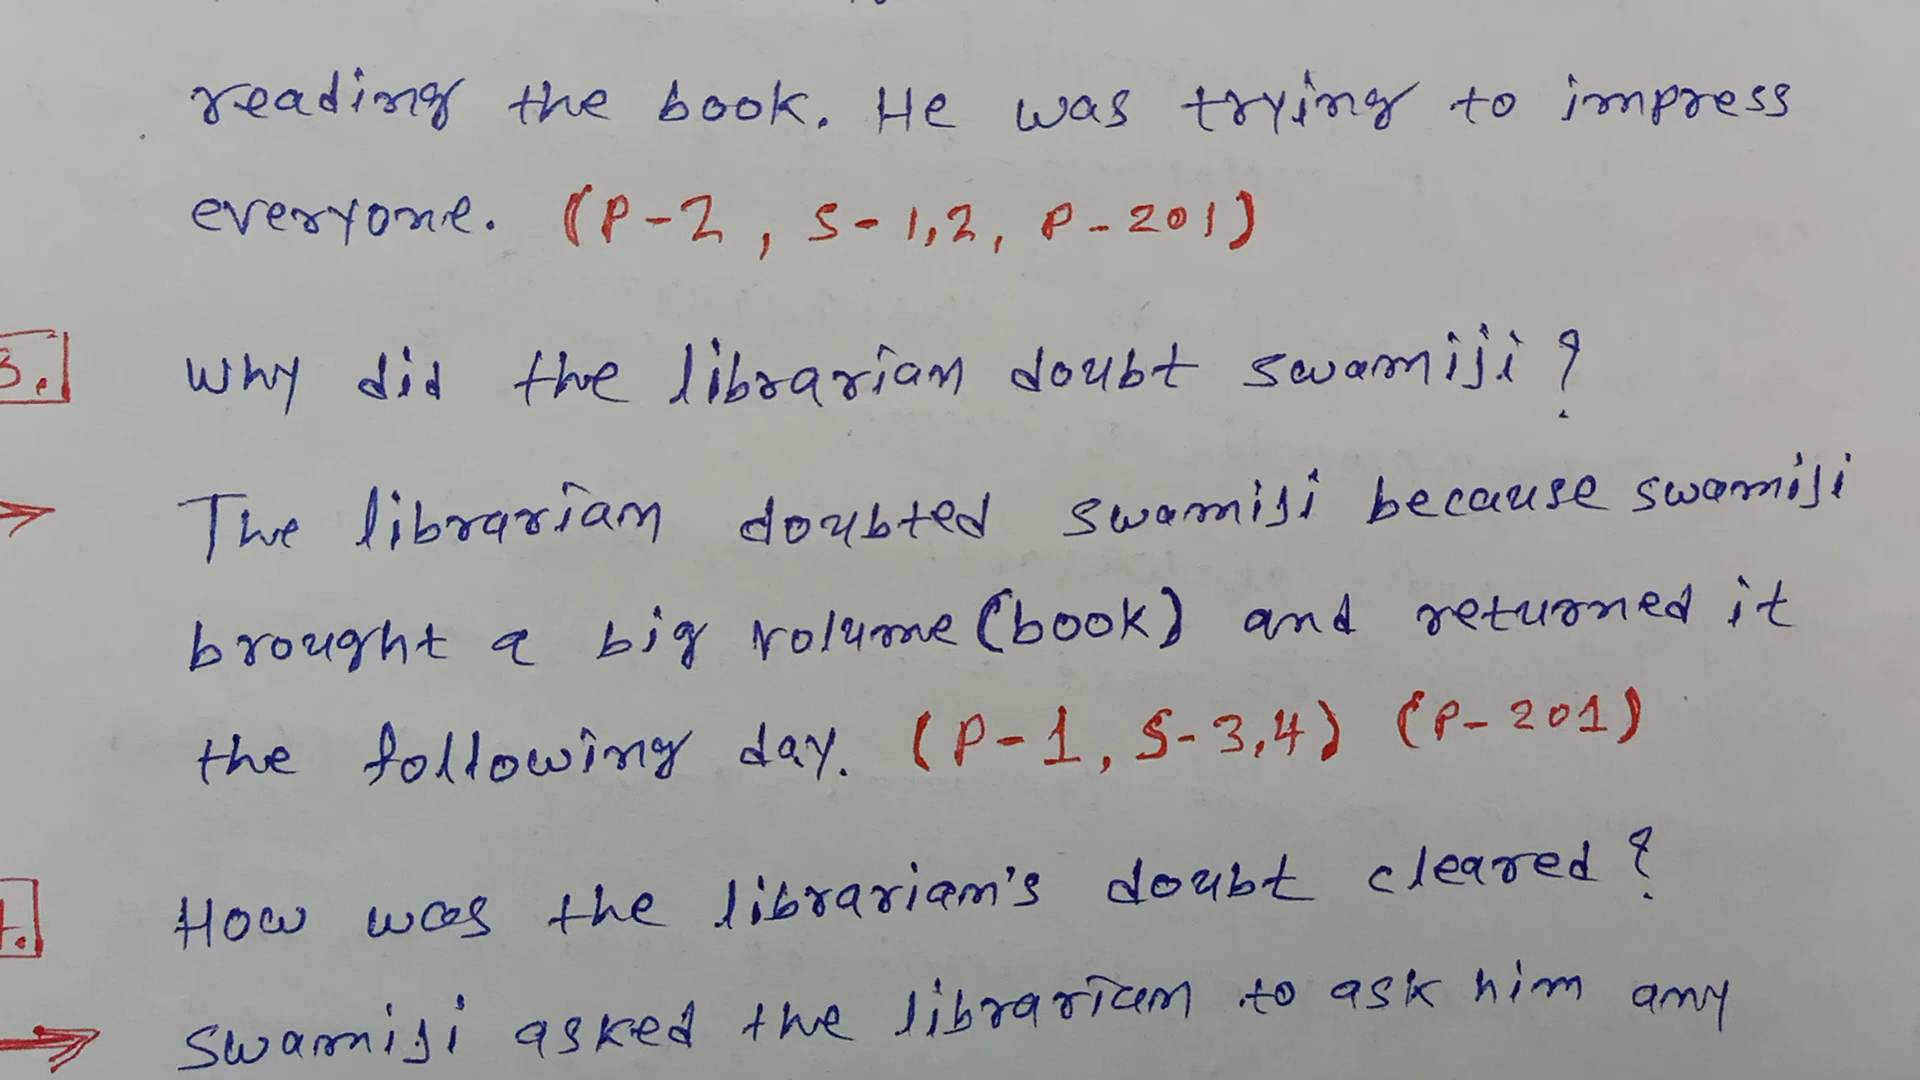 reading the book. He was trying to impress
everyone. (P-2, S-1,2, P-201)
3. Why did the librarian doubt swamiji?
→ The librarian doubted swamiji because swamiji
brought a big volume (book) and returned it
the following day. (P-1, S-3,4) (P-201)
How was the librarian's doubt cleared?
→ swamiji asked the librarian to ask him any